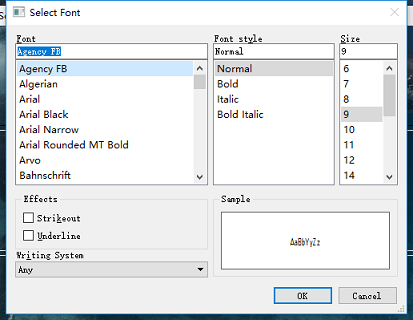 Select Font
Font
Font style
Size
Agency FB
Normal
9
Agency FB
Algerian
Arial
Arial Black
Arial Narrow
Arial Rounded MT Bold
Arvo
Bahnschrift
Normal
Bold
Italic
Bold Italic
6
7
8
9
10
11
12
14
Effects
Strikeout
Underline
Sample
AaBbYyZz
Writing System
Any
OK
Cancel